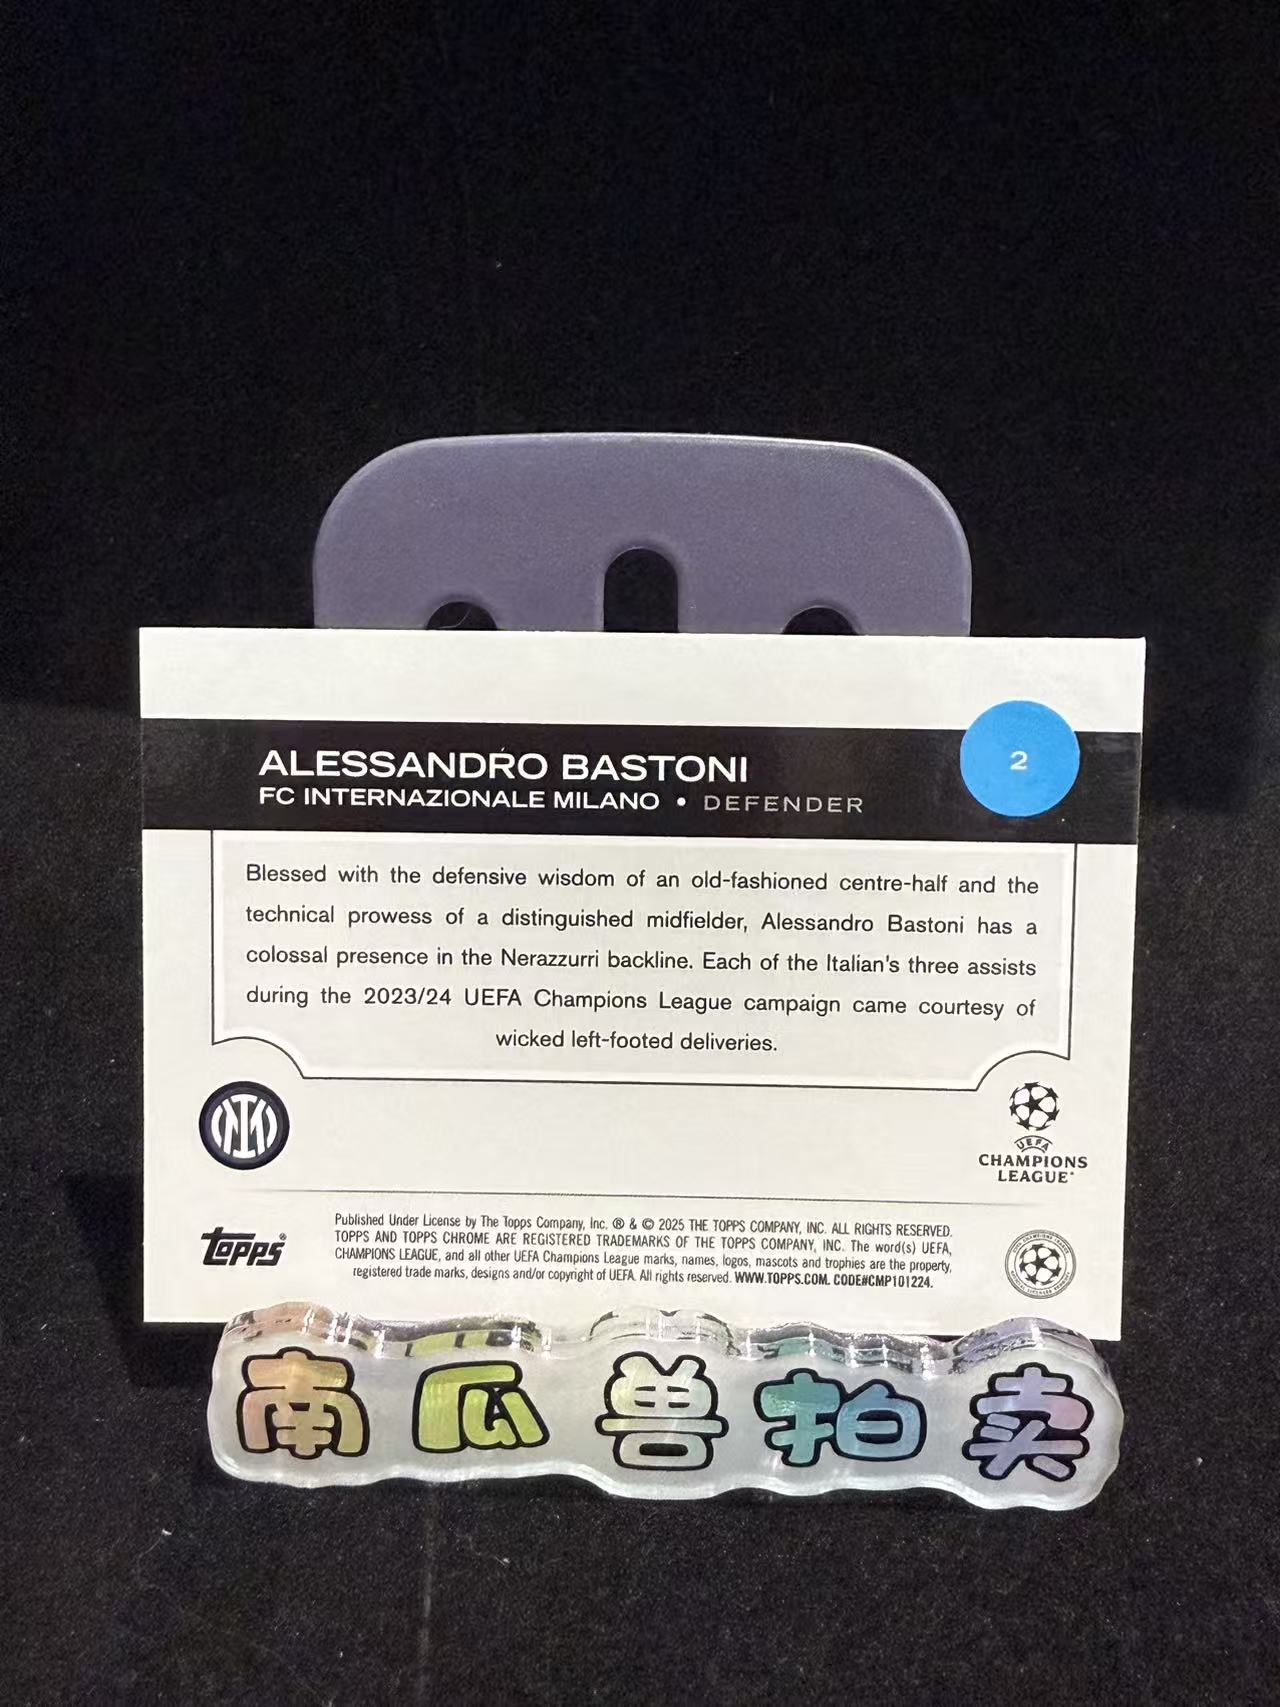 ALESSANDRO BASTONI
FC INTERNAZIONALE MILANO • DEFENDER
2
Blessed with the defensive wisdom of an old-fashioned centre-half and the
technical prowess of a distinguished midfielder, Alessandro Bastoni has a
colossal presence in the Nerazzurri backline. Each of the Italian's three assists
during the 2023/24 UEFA Champions League campaign came courtesy of
wicked left-footed deliveries.
UEFA
CHAMPIONS
LEAGUE
topps®
Published Under License by The Topps Company, Inc. ® & © 2025 THE TOPPS COMPANY, INC. ALL RIGHTS RESERVED.
TOPPS AND TOPPS CHROME ARE REGISTERED TRADEMARKS OF THE TOPPS COMPANY, INC. The word(s) UEFA,
CHAMPIONS LEAGUE, and all other UEFA Champions League marks, names, logos, mascots and trophies are the property,
registered trade marks, designs and/or copyright of UEFA. All rights reserved. WWW.TOPPS.COM. CODE#CMP101224.
南瓜兽拍卖